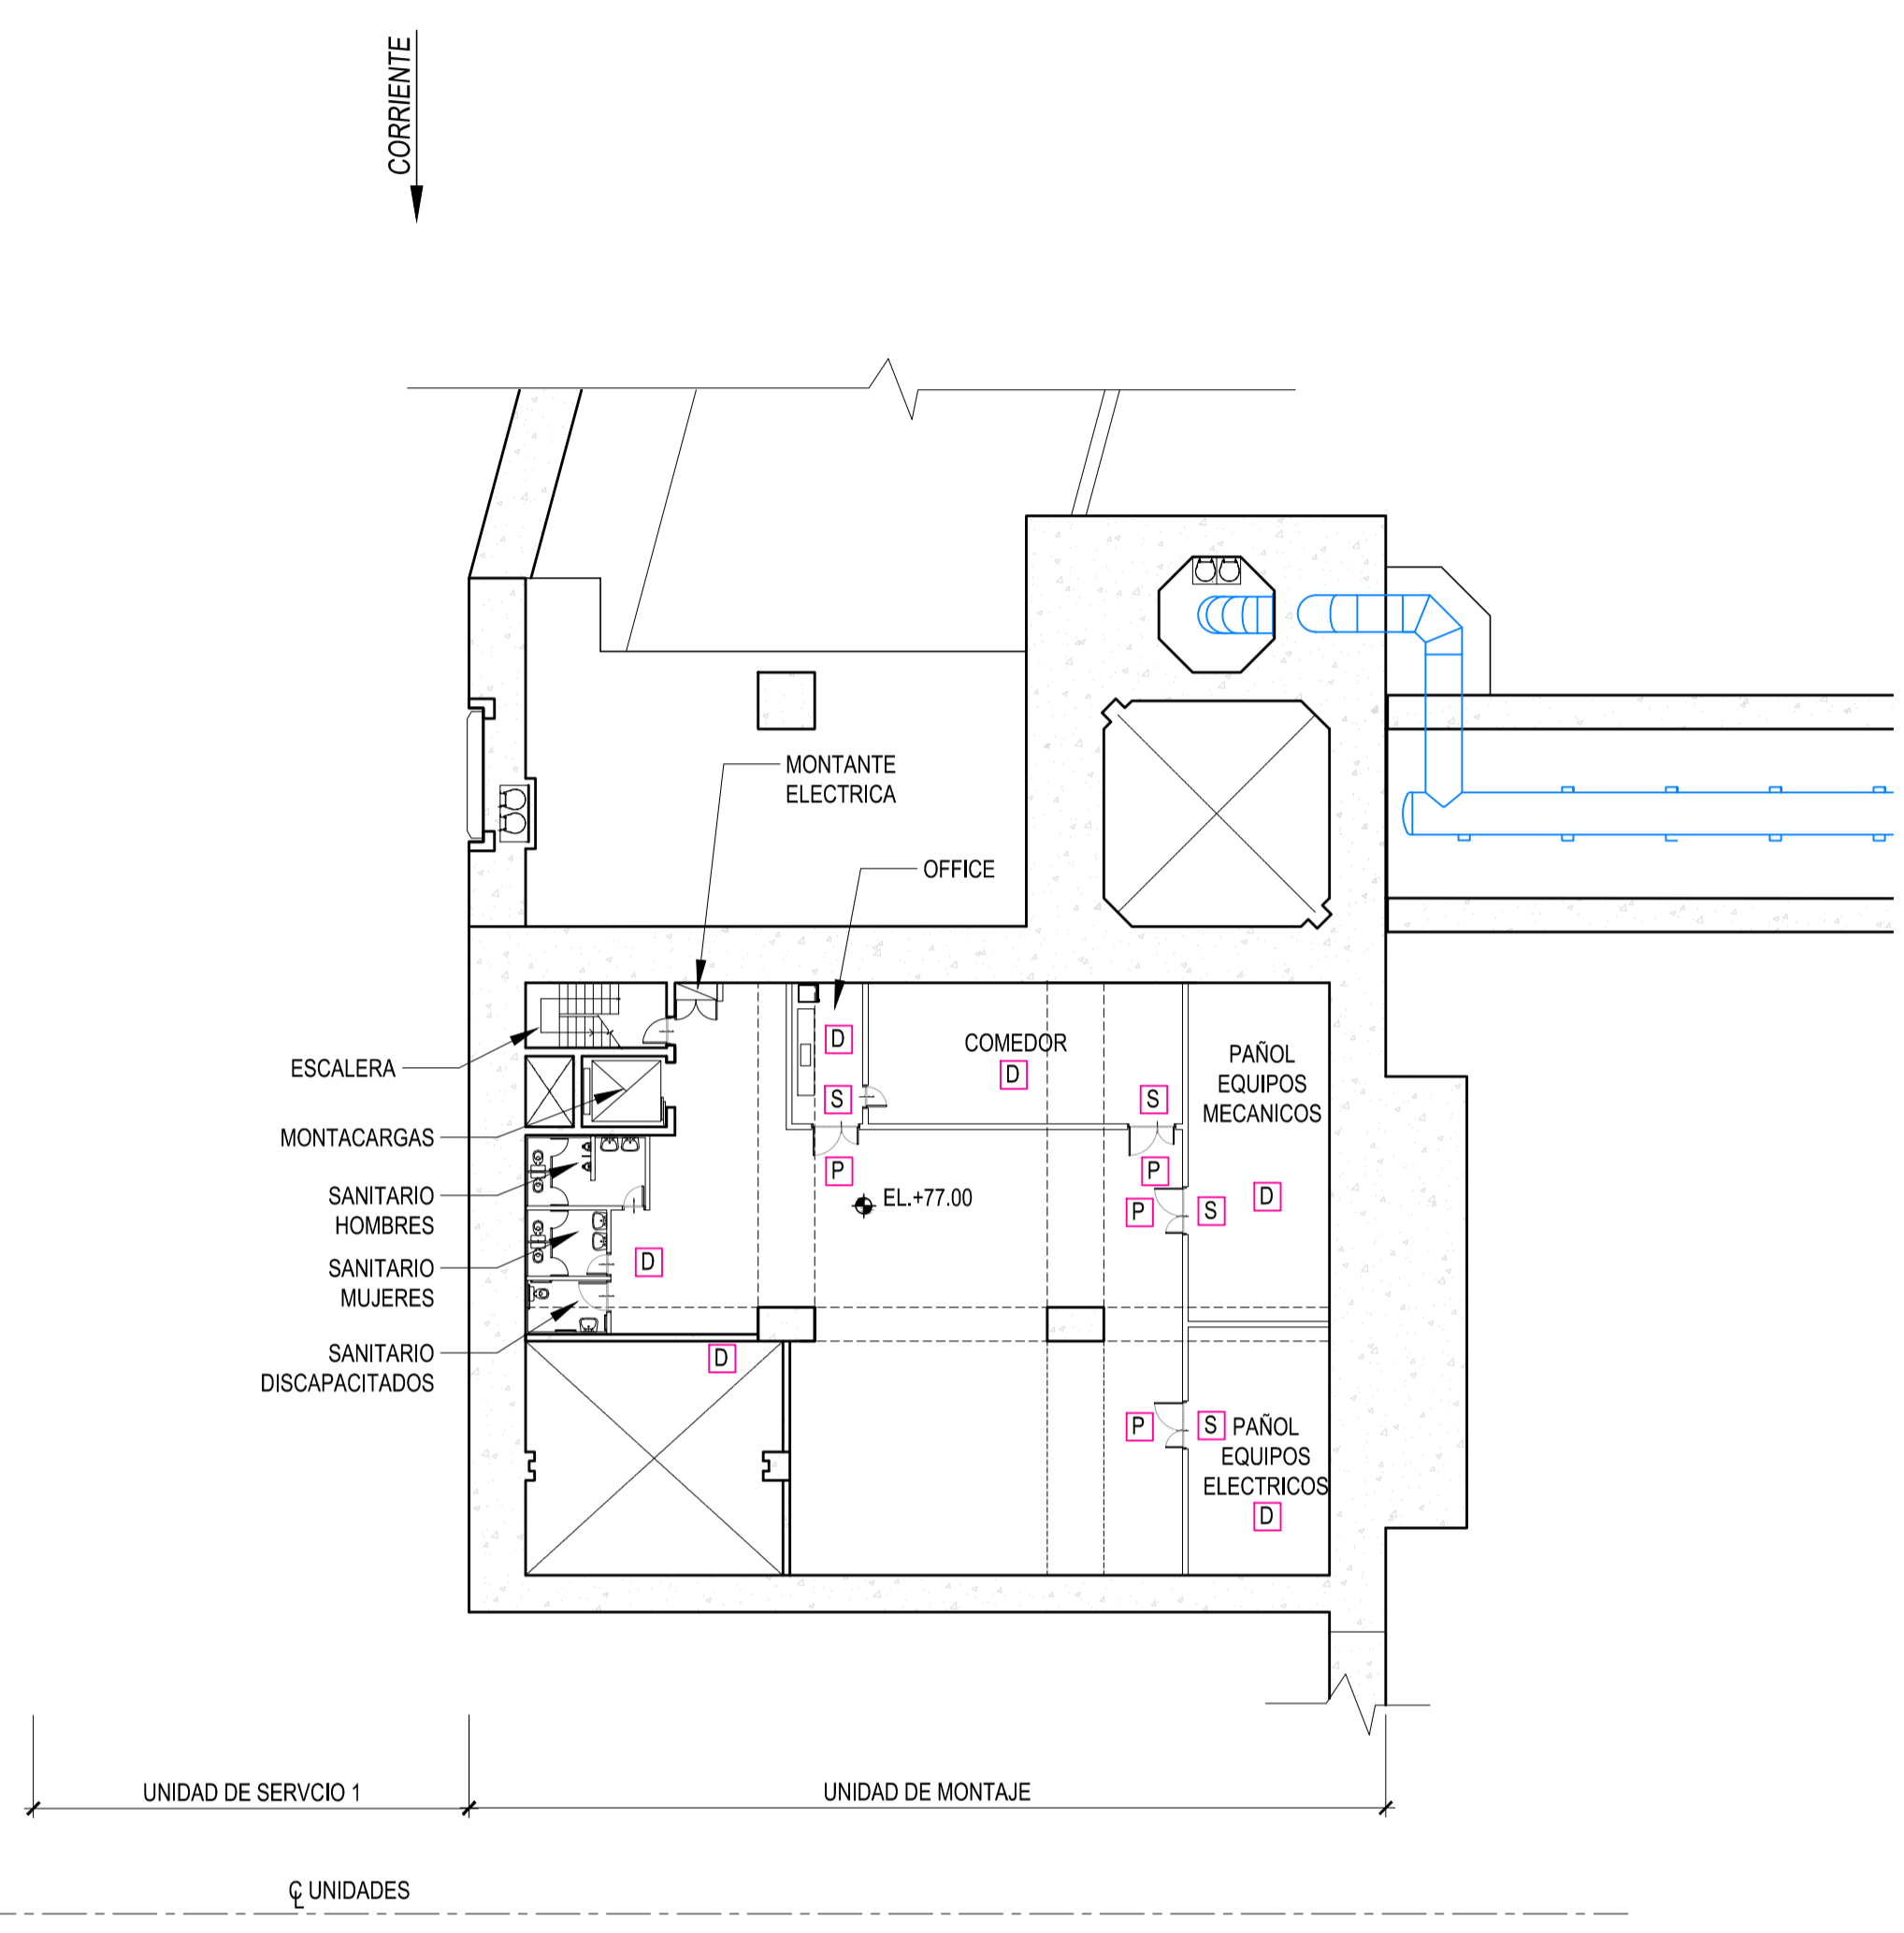 CORRIENTE
MONTANTE
ELECTRICA
OFFICE
ESCALERA
MONTACARGAS
SANITARIO
HOMBRES
SANITARIO
MUJERES
SANITARIO
DISCAPACITADOS
D
COMEDOR
D
S
S
PAÑOL
EQUIPOS
MECANICOS
P
P
EL.+77.00
P
S
D
D
D
P
S
PAÑOL
EQUIPOS
ELECTRICOS
D
UNIDAD DE SERVCIO 1
UNIDAD DE MONTAJE
℄ UNIDADES